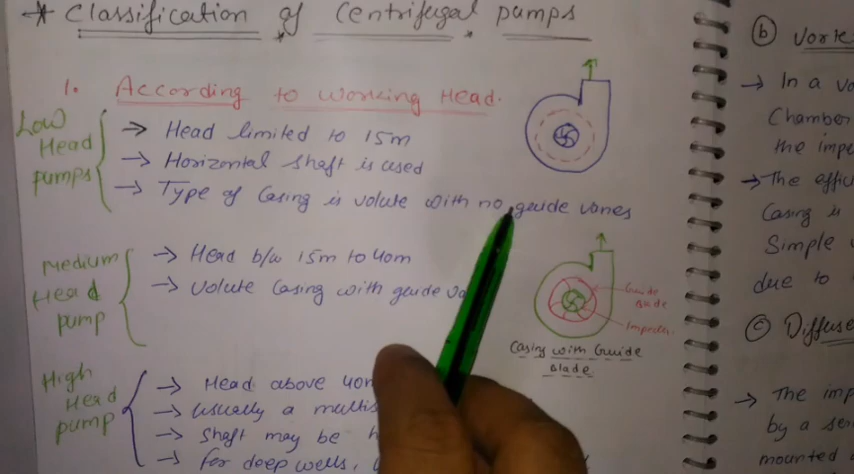 * Classification of Centrifugal pumps
1. According to working Head.
Low Head pumps
→ Head limited to 15m
→ Horizontal shaft is used
→ Type of Casing is volute with no guide vanes
Medium Head pump
→ Head b/w 15m to 40m
→ volute Casing with guide va
Guide Blade
Impeller
Casing with Guide Blade.
High Head pump
→ Head above 40m
→ usually a multis
→ Shaft may be h
→ for deep wells,
(b) Vorte
→ In a vo
Chamber
the impe
→ The effic
Casing is
Simple v
due to
(c) Diffuse
→ The imp
by a se
mounted